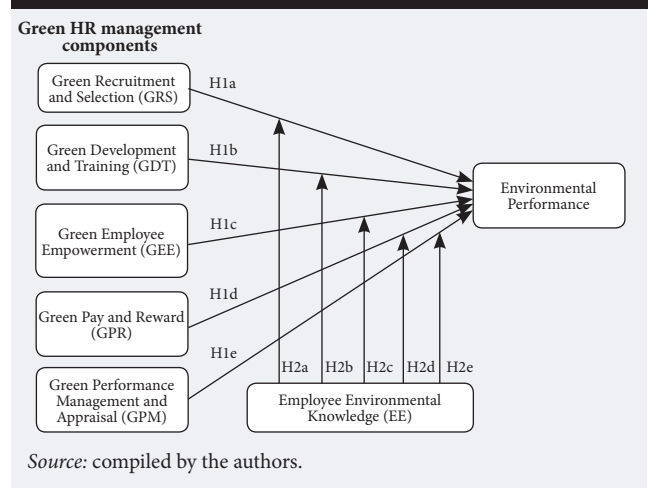 Green HR management
components
Green Recruitment
and Selection (GRS)
H1a
Green Development
and Training (GDT)
H1b
Green Employee
Empowerment (GEE)
H1c
Green Pay and Reward
(GPR)
H1d
Green Performance
Management and
Appraisal (GPM)
H1e
Environmental
Performance
H2a
H2b
H2c
H2d
H2e
Employee Environmental
Knowledge (EE)
Source: compiled by the authors.